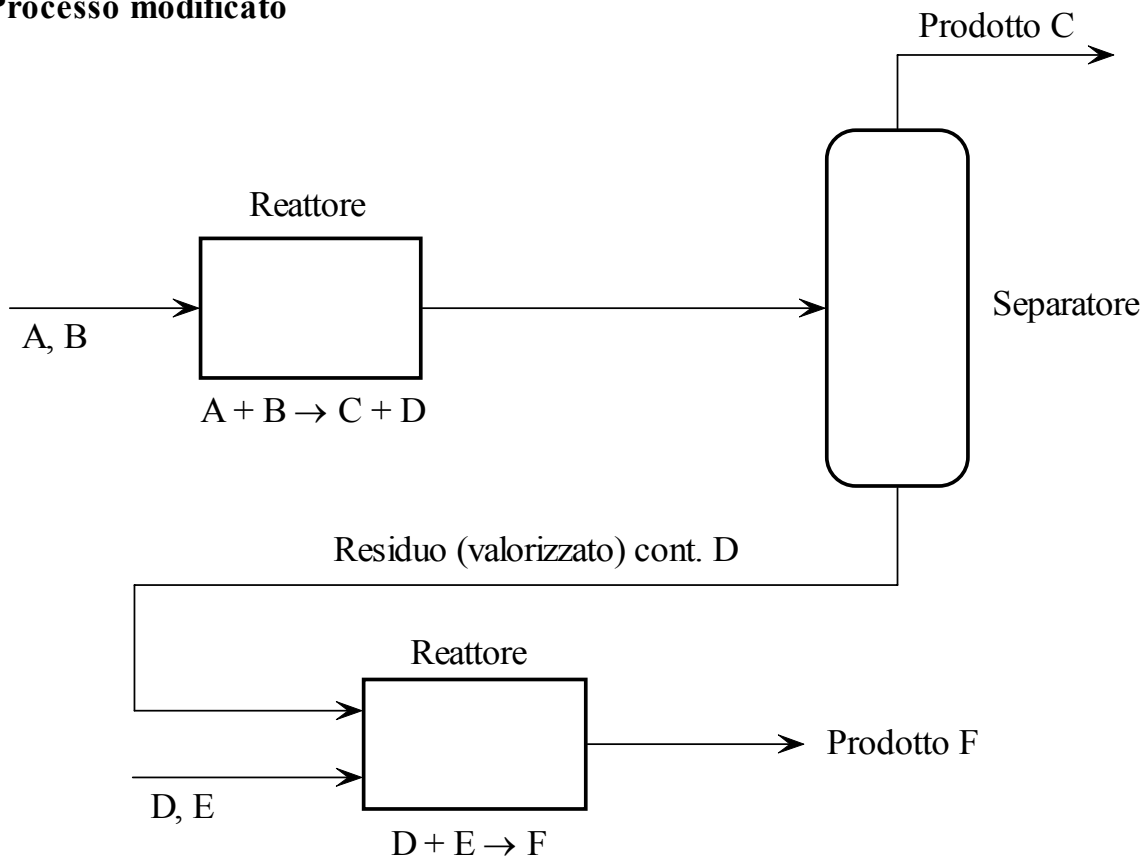 Processo modificato
Prodotto C
Reattore
A, B
Separatore
A + B → C + D
Residuo (valorizzato) cont. D
Reattore
Prodotto F
D, E
D + E → F